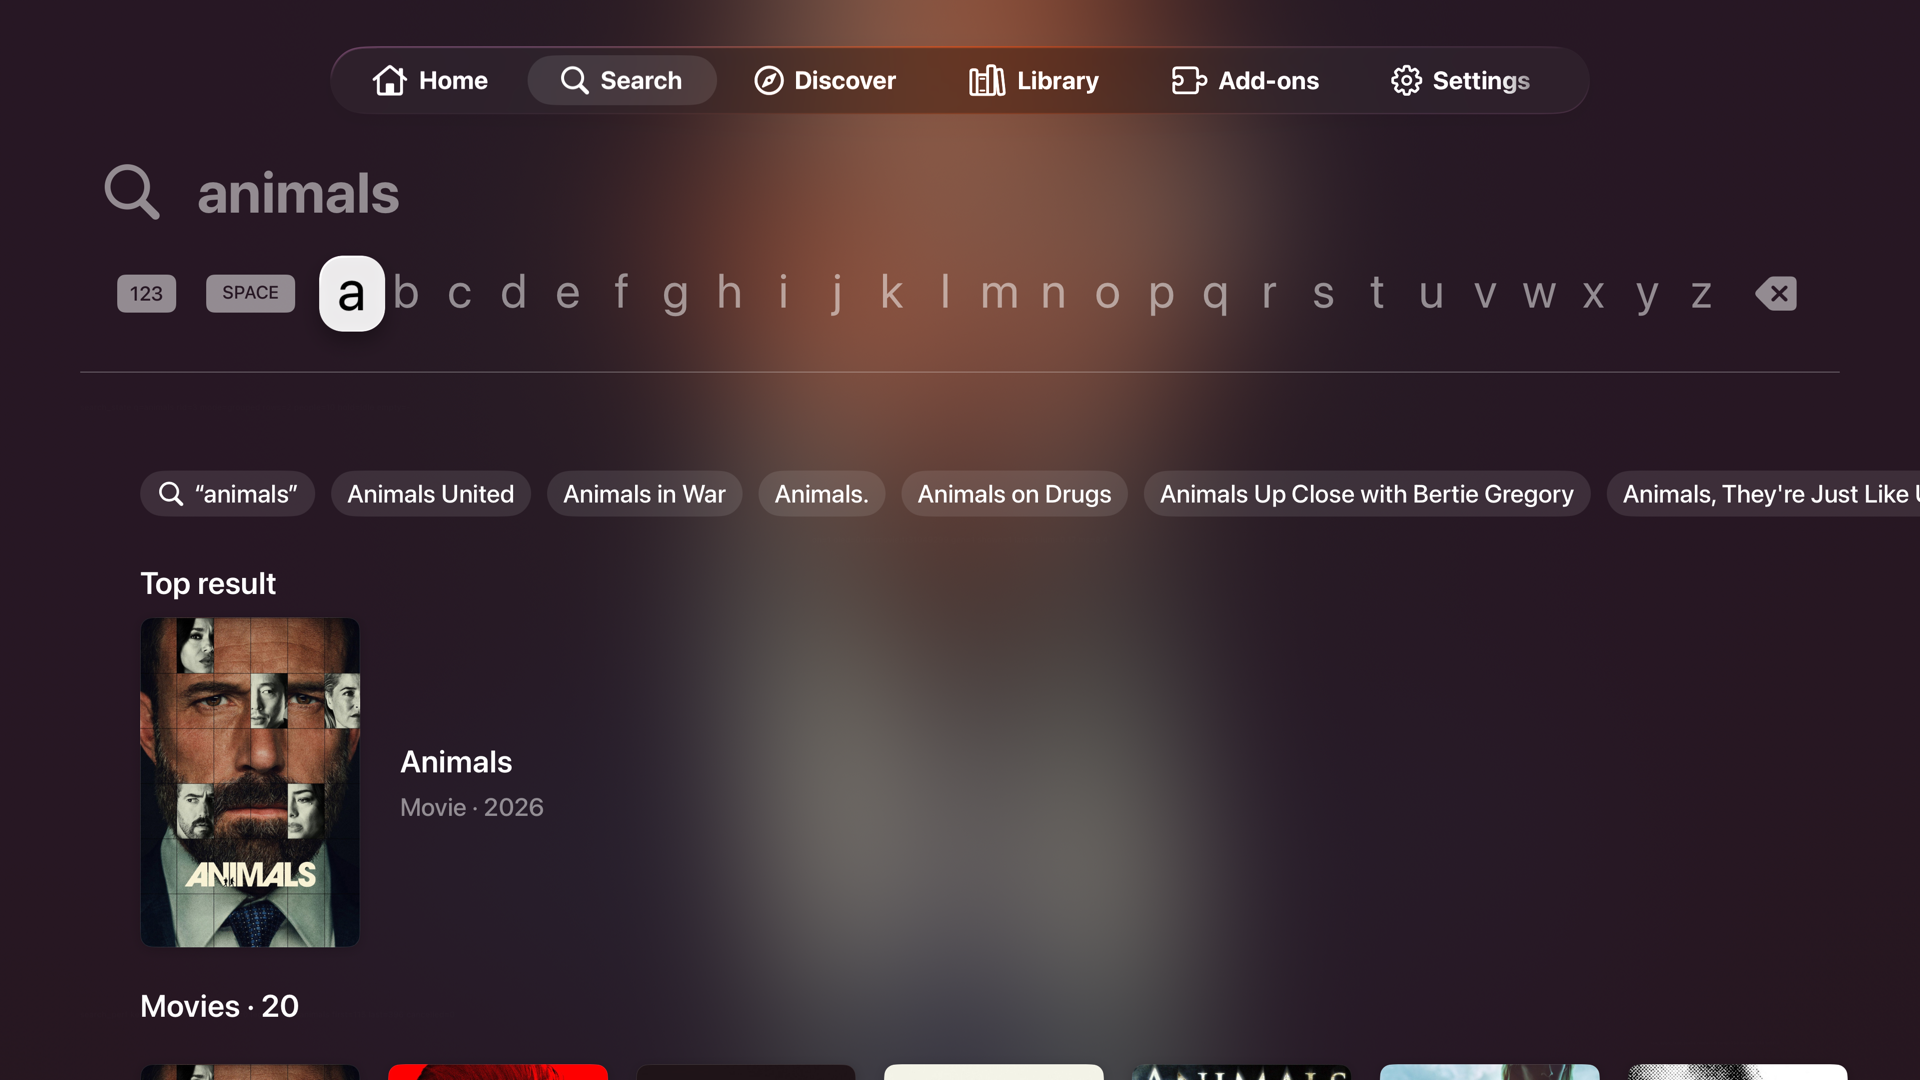 Home Search Discover Library Add-ons Settings
animals
123 SPACE a b c d e f g h i j k l m n o p q r s t u v w x y z
“animals” Animals United Animals in War Animals. Animals on Drugs Animals Up Close with Bertie Gregory Animals, They're Just Like
Top result
ANIMALS
Animals
Movie · 2026
Movies · 20
ANIMALS